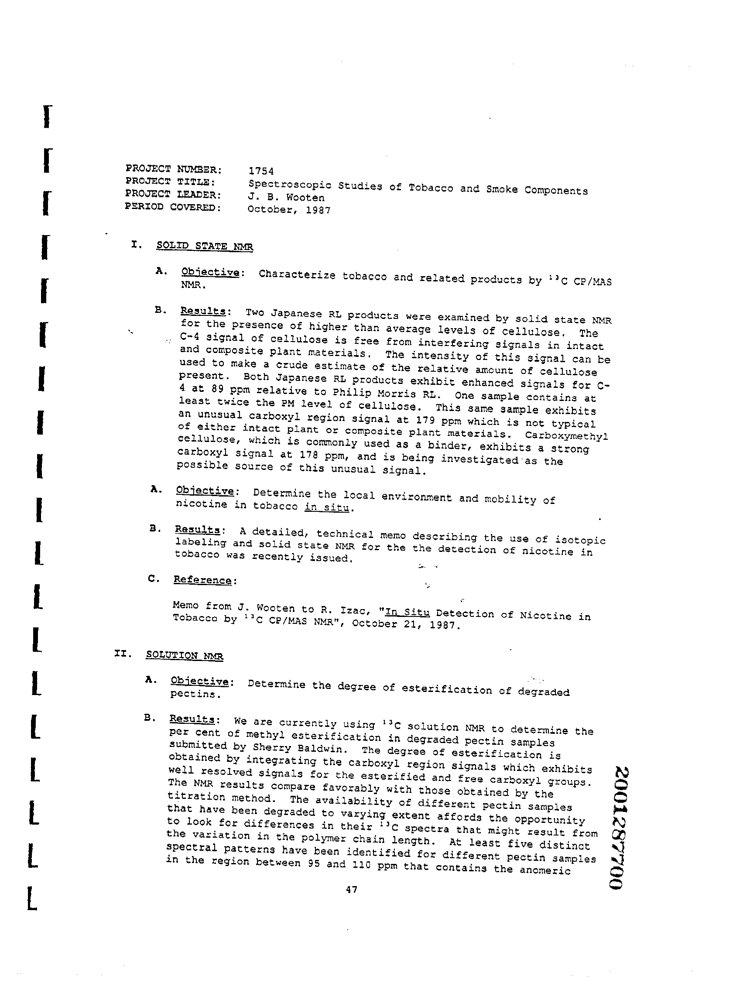 PROJECT NUMBER: 1754
PROJECT TITLE: Spectroscopic Studies of Tobacco and Smoke Components
PROJECT LEADER: J. B. Wooten
PERIOD COVERED: October, 1987
I. SOLID STATE NMR
A. Objective: Characterize tobacco and related products by ¹³C CP/MAS
NMR.
B. Results: Two Japanese RL products were examined by solid state NMR
for the presence of higher than average levels of cellulose. The
C-4 signal of cellulose is free from interfering signals in intact
and composite plant materials. The intensity of this signal can be
used to make a crude estimate of the relative amount of cellulose
present. Both Japanese RL products exhibit enhanced signals for C-
4 at 89 ppm relative to Philip Morris RL. One sample contains at
least twice the PM level of cellulose. This same sample exhibits
an unusual carboxyl region signal at 179 ppm which is not typical
of either intact plant or composite plant materials. Carboxymethyl
cellulose, which is commonly used as a binder, exhibits a strong
carboxyl signal at 178 ppm, and is being investigated as the
possible source of this unusual signal.
A. Objective: Determine the local environment and mobility of
nicotine in tobacco in situ.
B. Results: A detailed, technical memo describing the use of isotopic
labeling and solid state NMR for the the detection of nicotine in
tobacco was recently issued.
C. Reference:
Memo from J. Wooten to R. Izac, "In Situ Detection of Nicotine in
Tobacco by ¹³C CP/MAS NMR", October 21, 1987.
II. SOLUTION NMR
A. Objective: Determine the degree of esterification of degraded
pectins.
B. Results: We are currently using ¹³C solution NMR to determine the
per cent of methyl esterification in degraded pectin samples
submitted by Sherry Baldwin. The degree of esterification is
obtained by integrating the carboxyl region signals which exhibits
well resolved signals for the esterified and free carboxyl groups.
The NMR results compare favorably with those obtained by the
titration method. The availability of different pectin samples
that have been degraded to varying extent affords the opportunity
to look for differences in their ¹³C spectra that might result from
the variation in the polymer chain length. At least five distinct
spectral patterns have been identified for different pectin samples
in the region between 95 and 110 ppm that contains the anomeric
47
2001287700